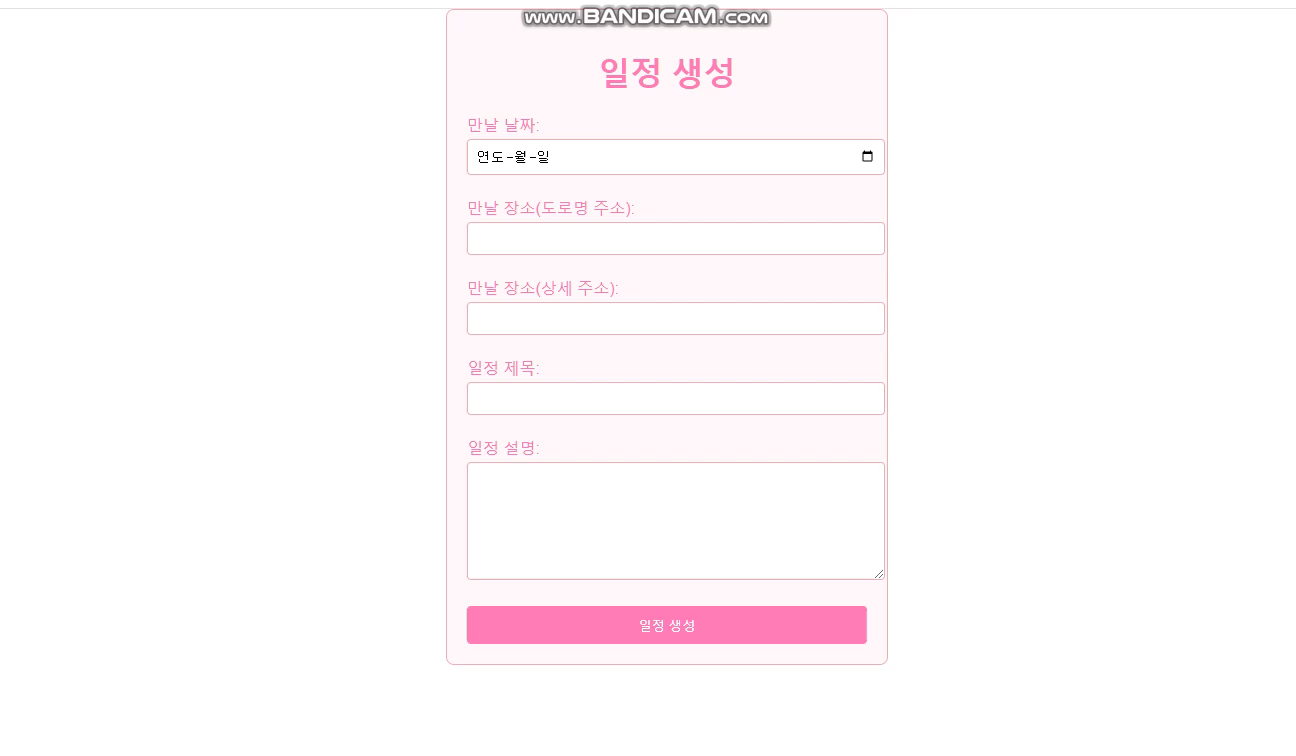 www.BANDICAM.com
일정 생성
만날 날짜:
연도-월-일
만날 장소(도로명 주소):
만날 장소(상세 주소):
일정 제목:
일정 설명:
일정 생성